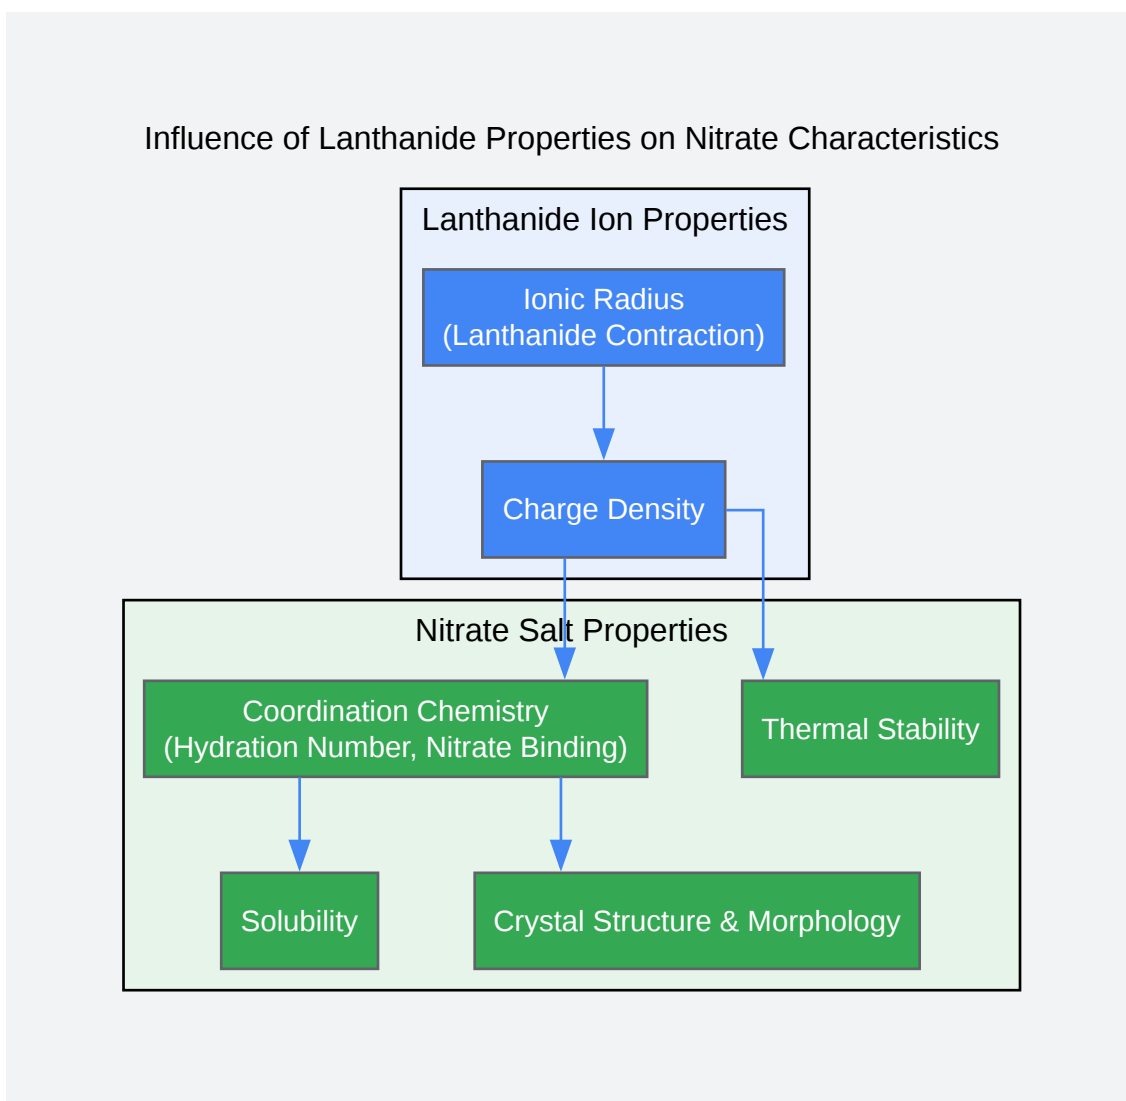 Influence of Lanthanide Properties on Nitrate Characteristics
Lanthanide Ion Properties
Ionic Radius
(Lanthanide Contraction)
Charge Density
Nitrate Salt Properties
Coordination Chemistry
(Hydration Number, Nitrate Binding)
Thermal Stability
Solubility
Crystal Structure & Morphology